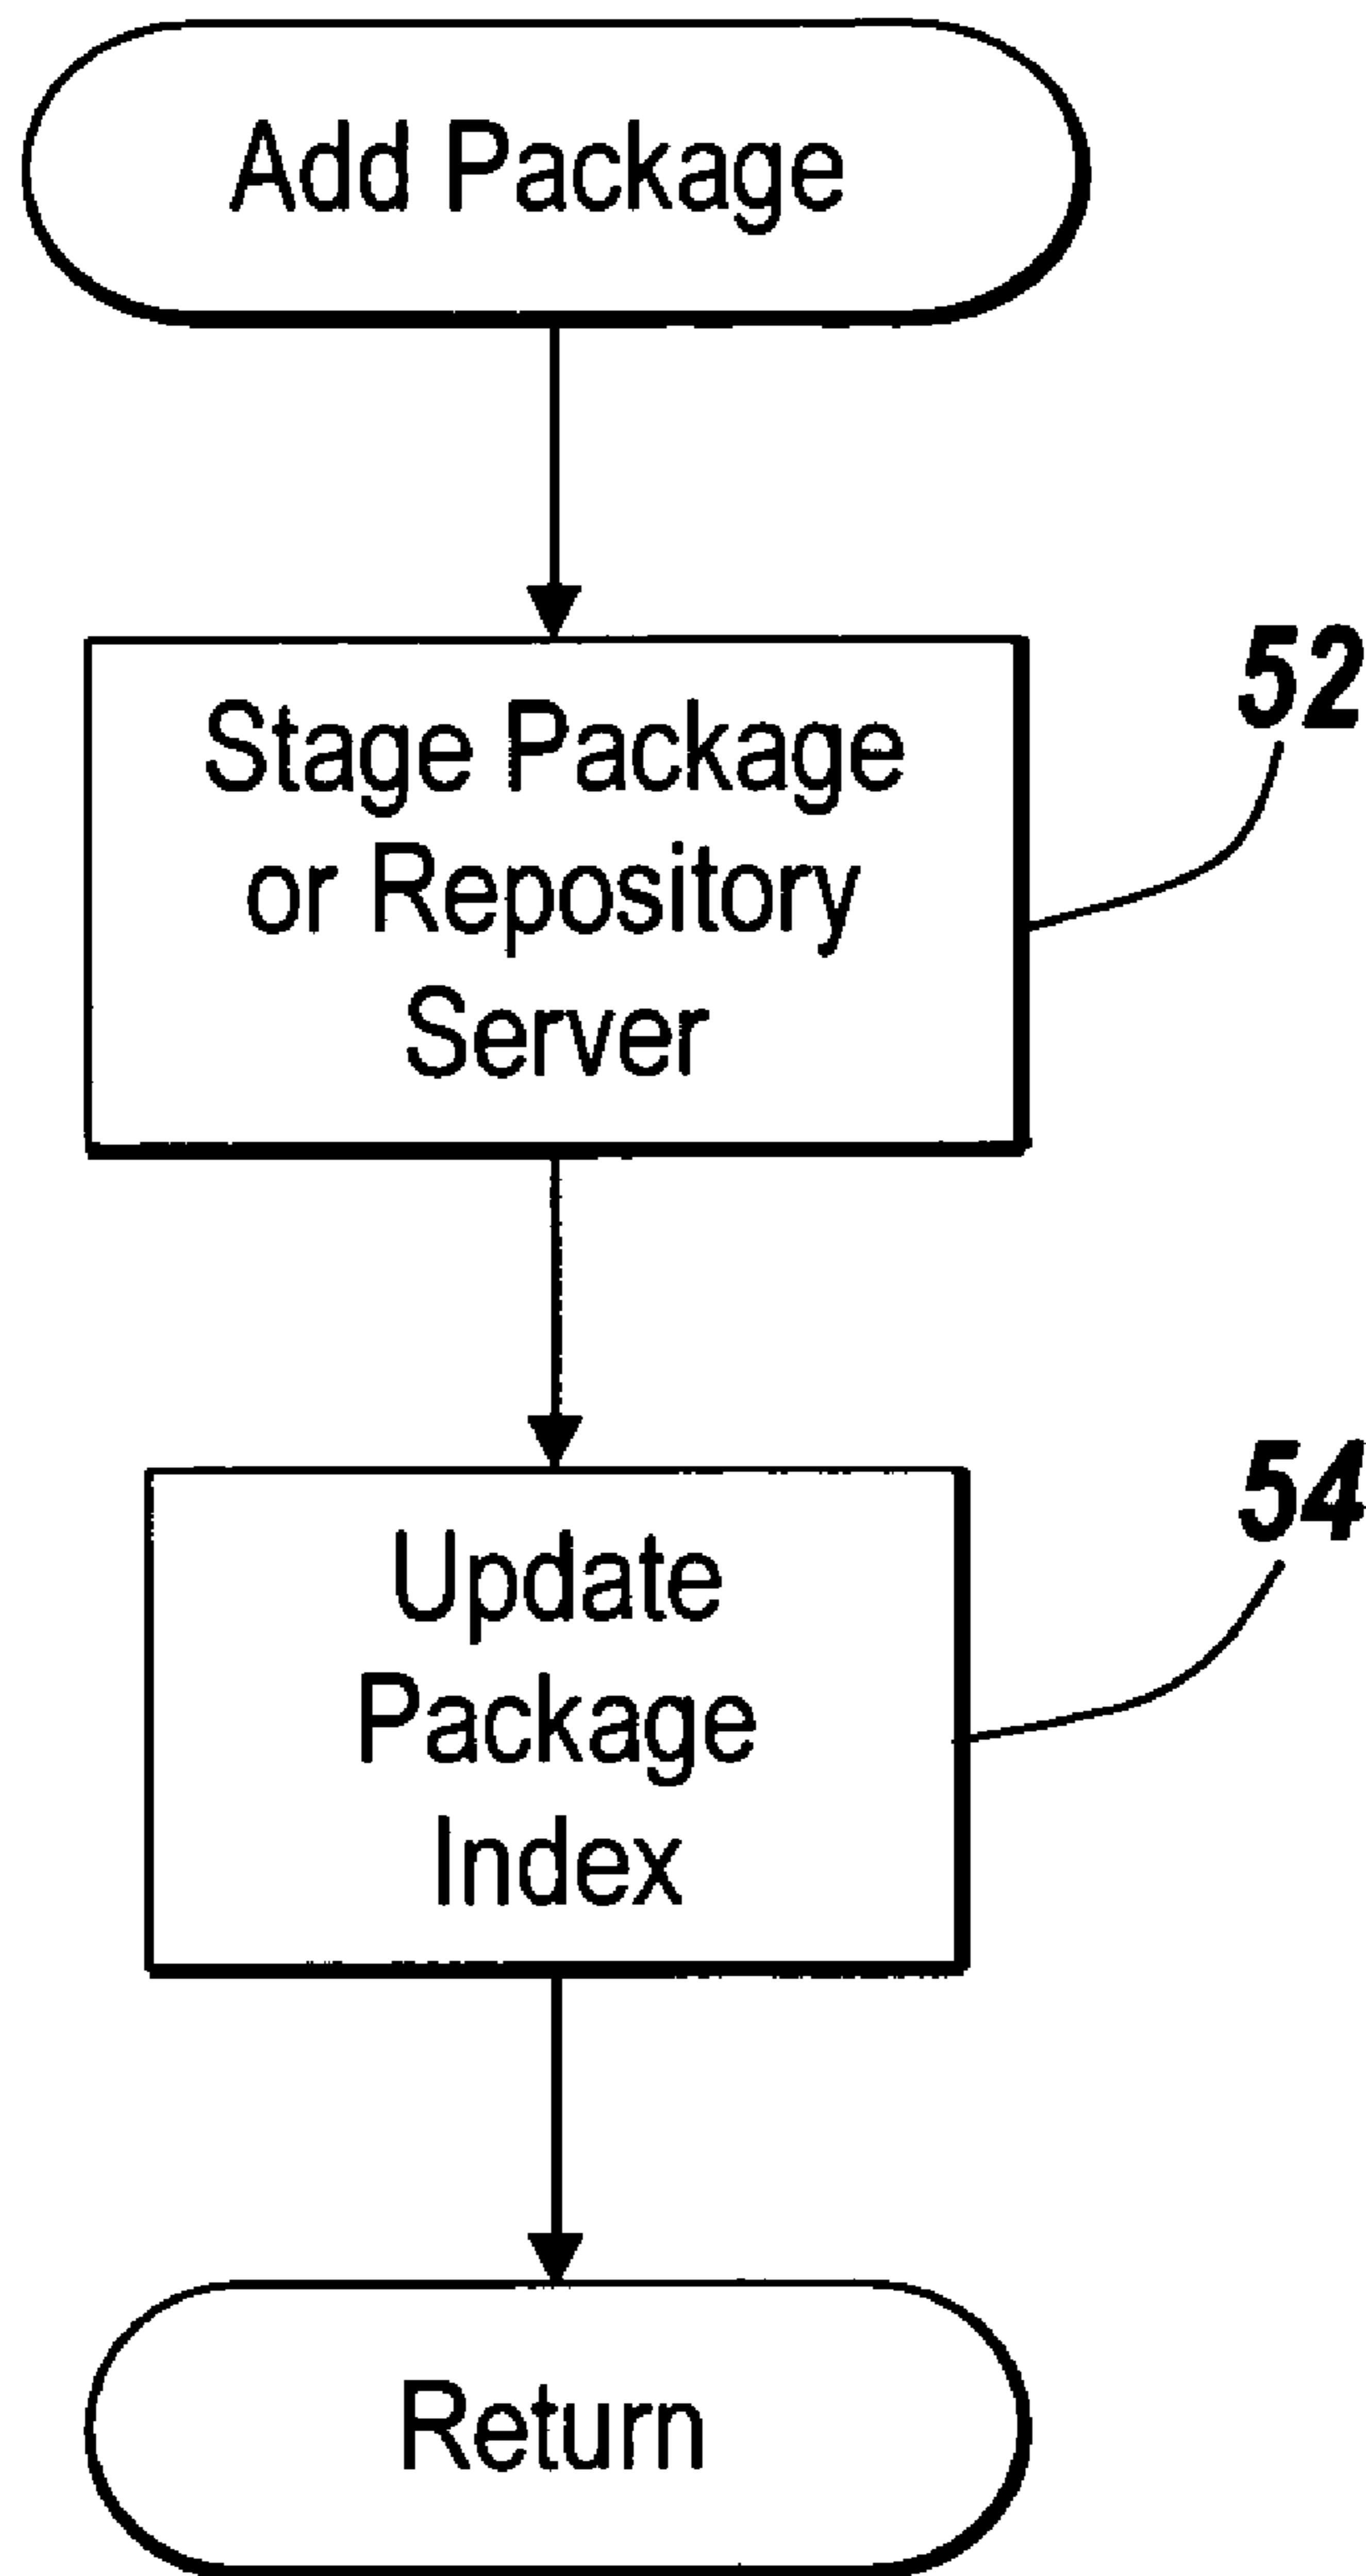 Add Package
Stage Package
or Repository
Server
52
Update
Package
Index
54
Return